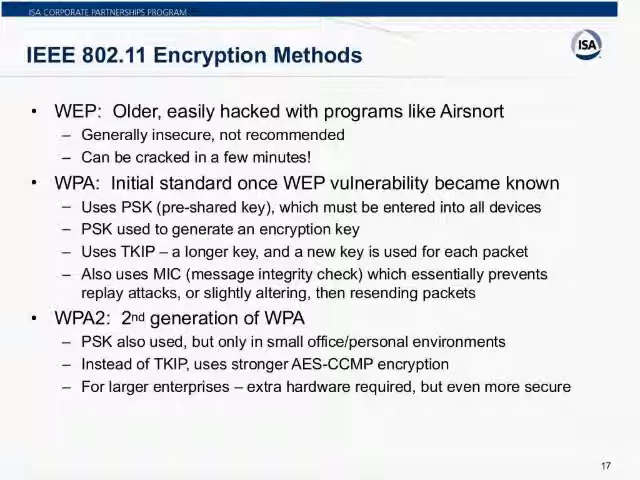 ISA CORPORATE PARTNERSHIPS PROGRAM
IEEE 802.11 Encryption Methods
ISA
• WEP: Older, easily hacked with programs like Airsnort
– Generally insecure, not recommended
– Can be cracked in a few minutes!
• WPA: Initial standard once WEP vulnerability became known
– Uses PSK (pre-shared key), which must be entered into all devices
– PSK used to generate an encryption key
– Uses TKIP – a longer key, and a new key is used for each packet
– Also uses MIC (message integrity check) which essentially prevents
replay attacks, or slightly altering, then resending packets
• WPA2: 2nd generation of WPA
– PSK also used, but only in small office/personal environments
– Instead of TKIP, uses stronger AES-CCMP encryption
– For larger enterprises – extra hardware required, but even more secure
17